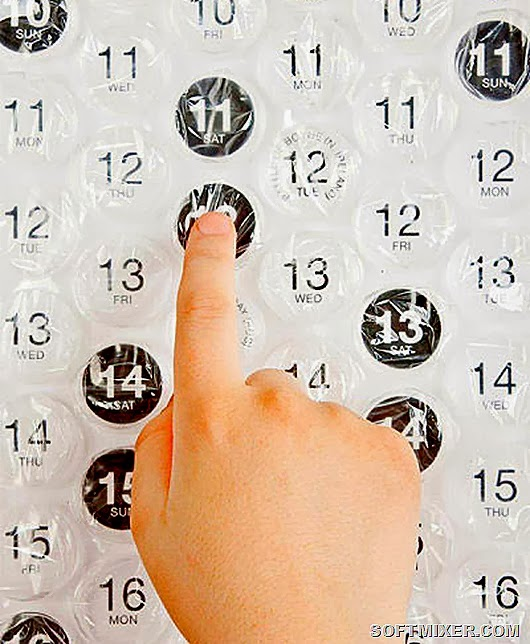 10
SUN
11
MON
12
TUE
13
WED
14
THU
15
FRI
11
WED
12
THU
13
FRI
14
SAT
15
SUN
16
MON
10
FRI
11
SAT
11
MON
12
TUE
13
WED
14
10
WED
11
THU
12
FRI
13
SAT
14
11
SUN
12
MON
13
TUE
14
WED
15
THU
16
FRI
SOFTMIXER.COM